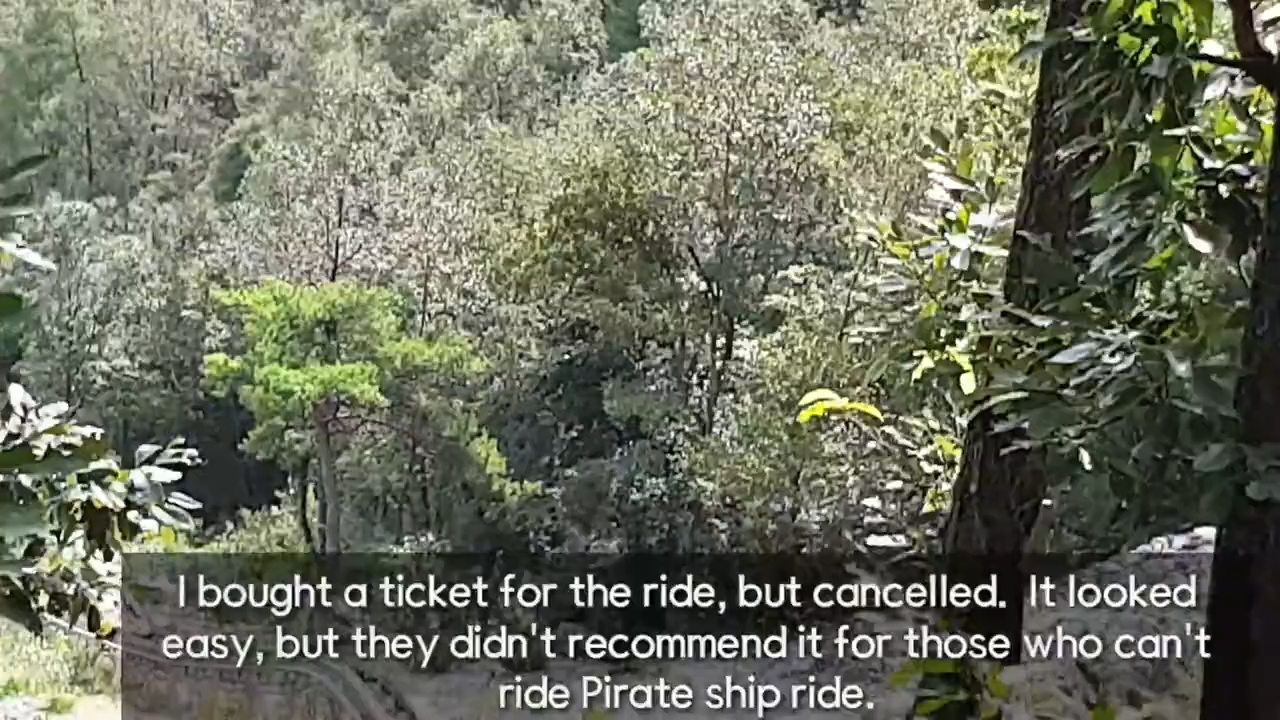 I bought a ticket for the ride, but cancelled.  It looked
easy, but they didn't recommend it for those who can't
ride Pirate ship ride.